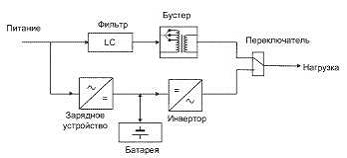 Бустер
Фильтр
Питание
LC
Переключатель
Нагрузка
Зарядное
устройство
Инвертор
Батарея